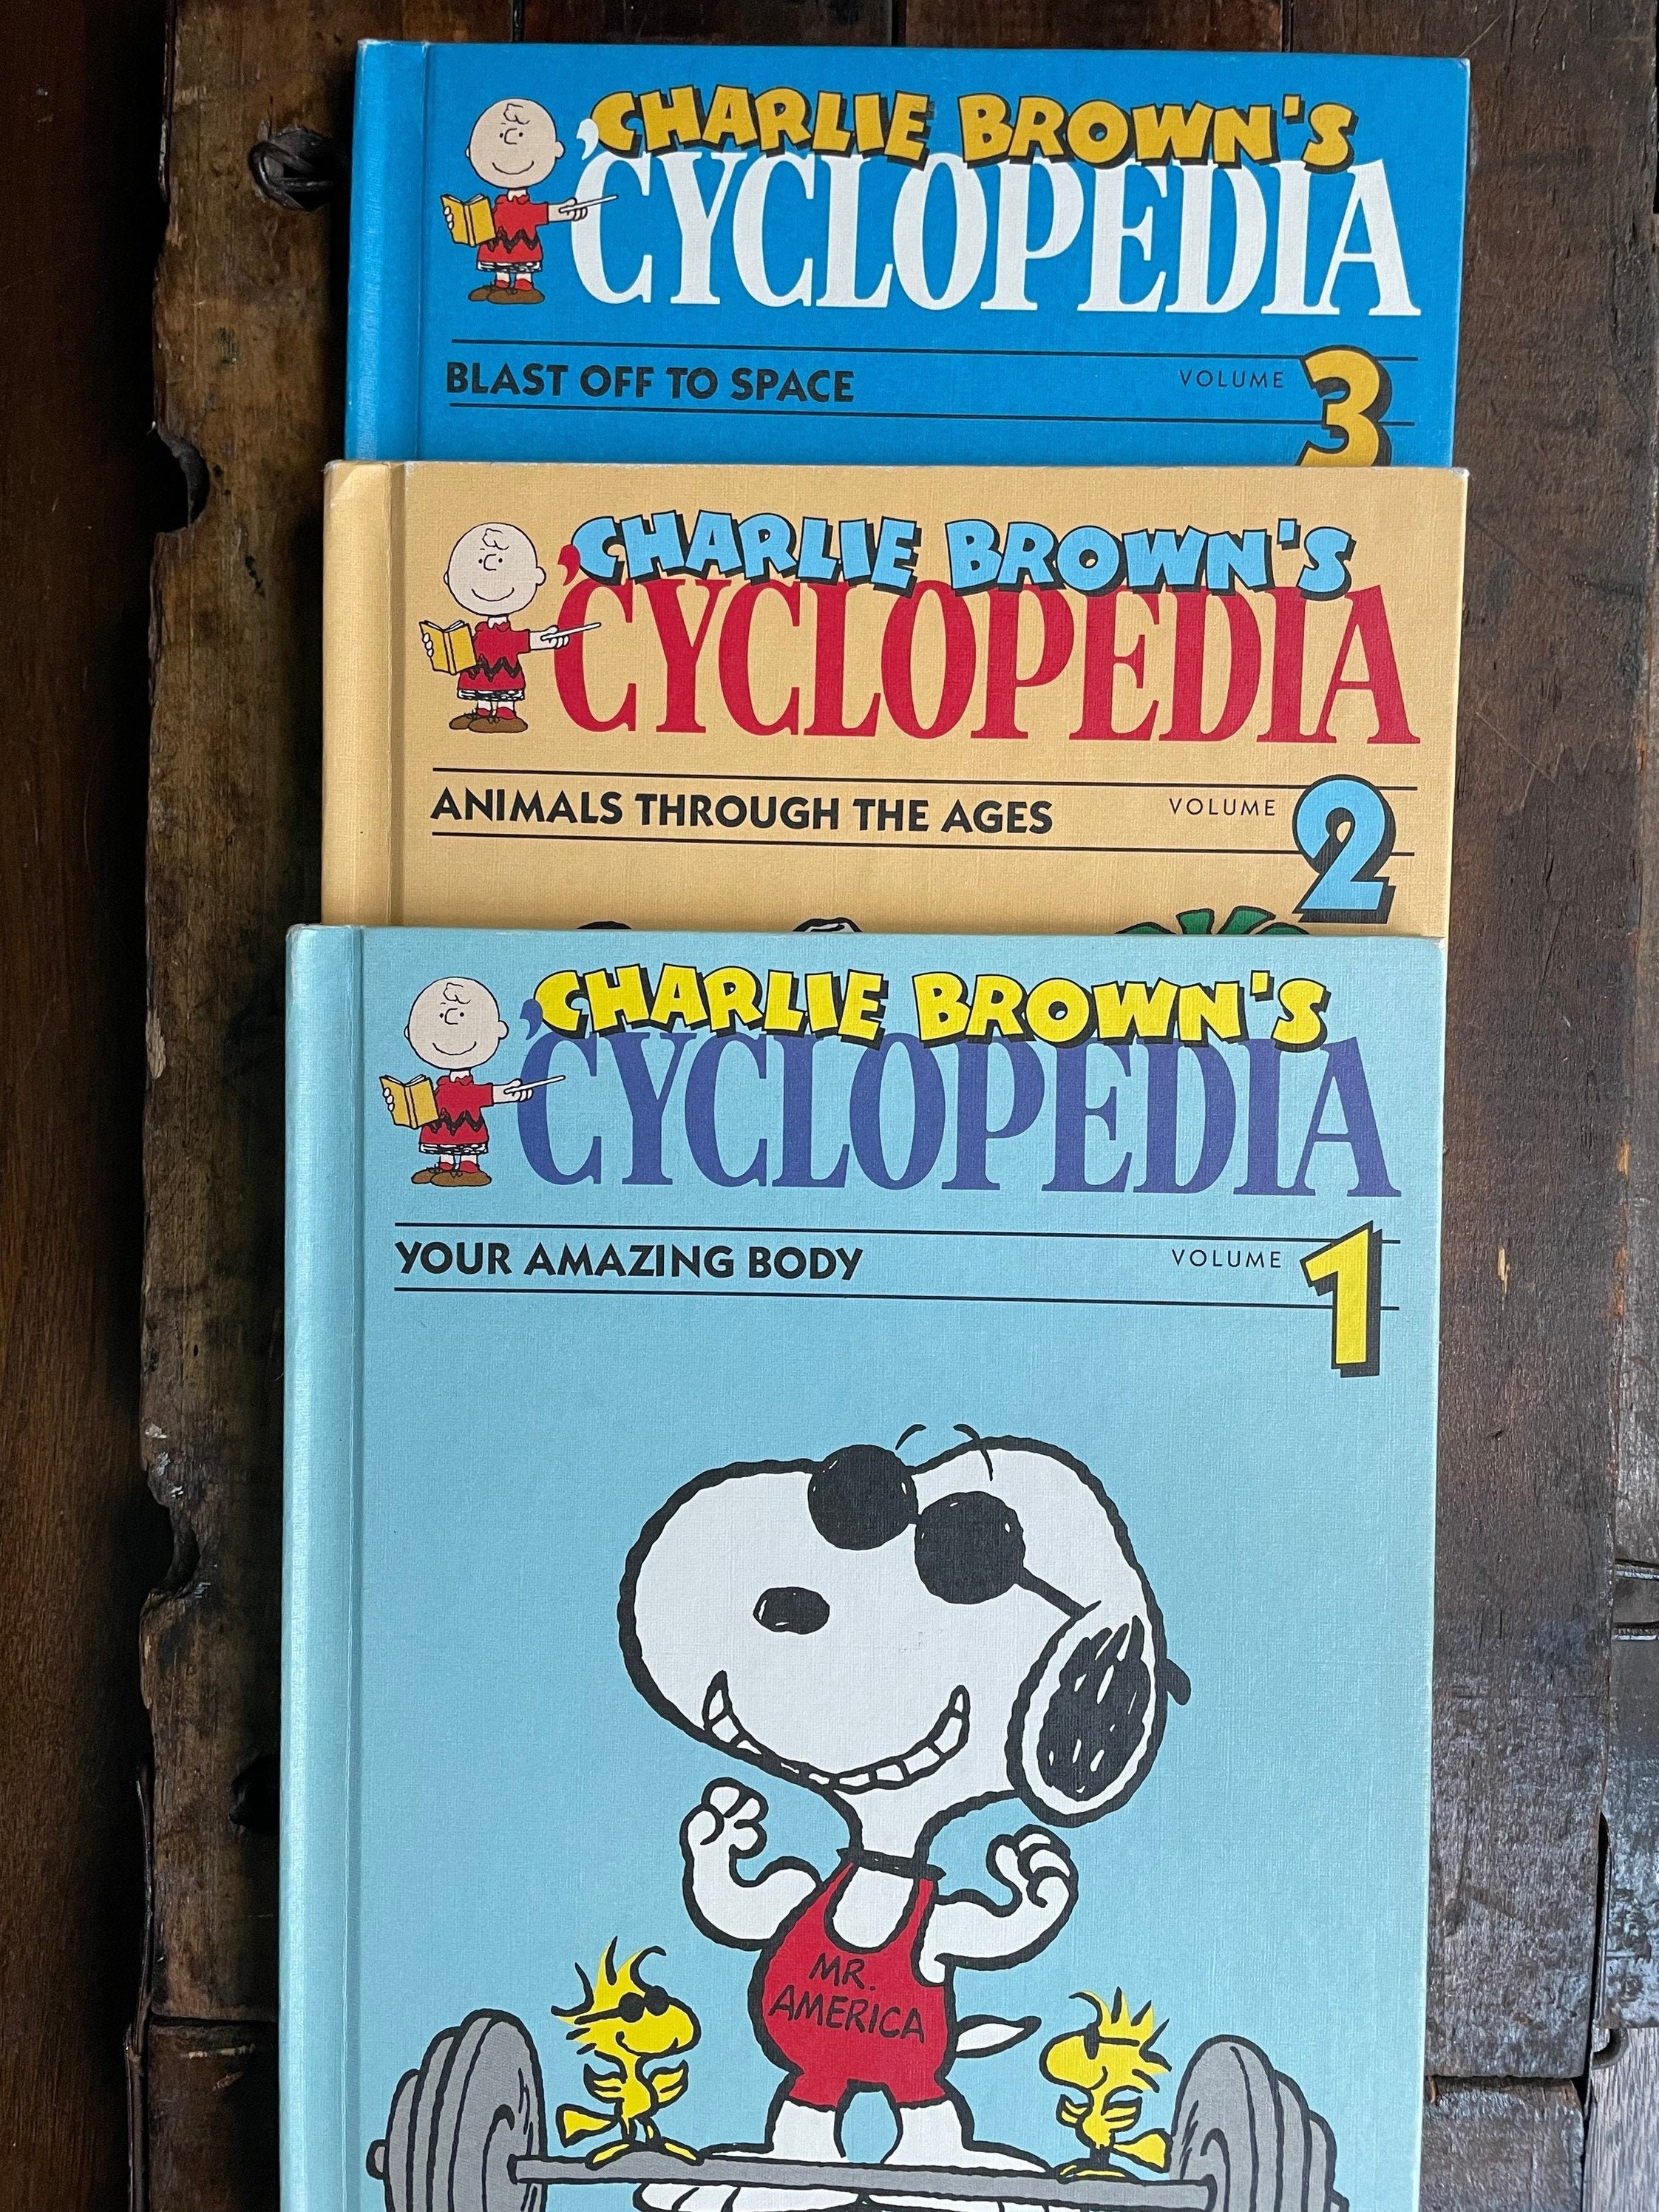 CHARLIE BROWN'S
'CYCLOPEDIA
BLAST OFF TO SPACE VOLUME 3
CHARLIE BROWN'S
'CYCLOPEDIA
ANIMALS THROUGH THE AGES VOLUME 2
CHARLIE BROWN'S
'CYCLOPEDIA
YOUR AMAZING BODY VOLUME 1
MR.
AMERICA